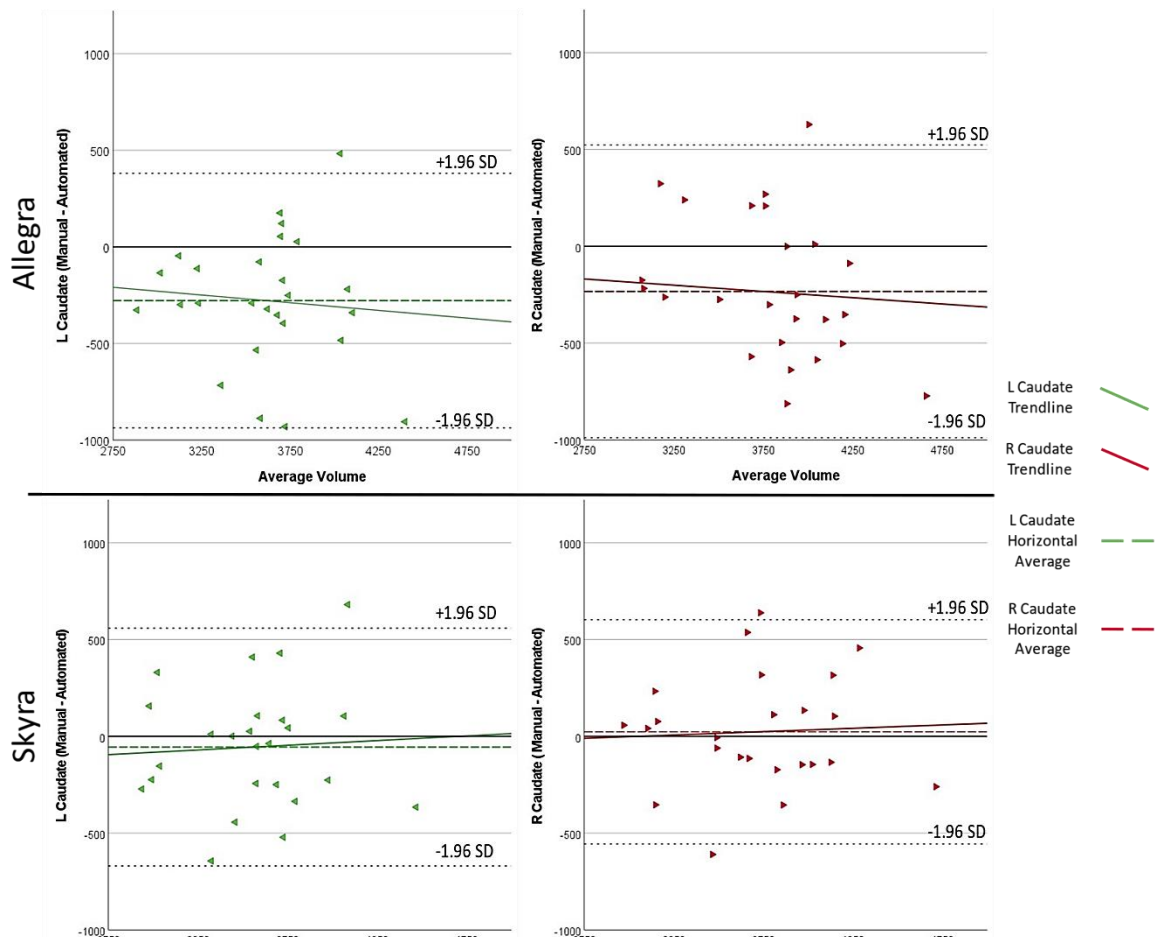 Allegra
L Caudate (Manual - Automated)
1000
500
0
-500
-1000
+1.96 SD
-1.96 SD
2750 3250 3750 4250 4750
Average Volume
R Caudate (Manual - Automated)
1000
500
0
-500
-1000
+1.96 SD
-1.96 SD
2750 3250 3750 4250 4750
Average Volume
Skyra
L Caudate (Manual -Automated)
1000
500
0
-500
-1000
+1.96 SD
-1.96 SD
R Caudate ( Manual - Automated)
1000
500
0
-500
-1000
+1.96 SD
-1.96 SD
L Caudate
Trendline
R Caudate
Trendline
L Caudate
Horizontal
Average
R Caudate
Horizontal
Average